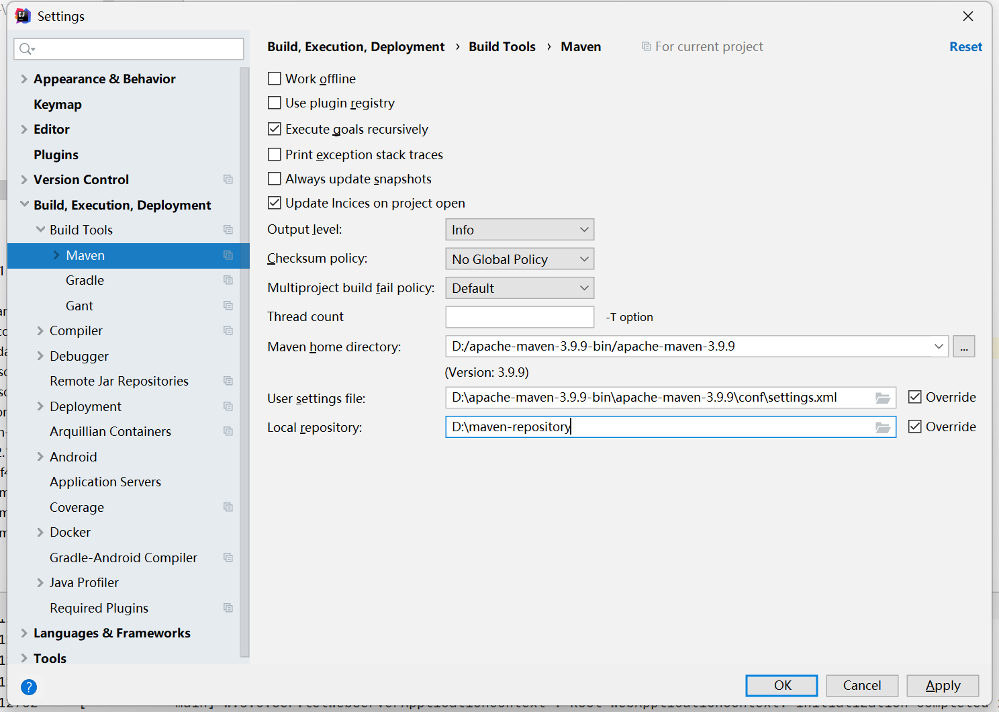 Settings
Build, Execution, Deployment › Build Tools › Maven
For current project
Reset
Appearance & Behavior
Keymap
Editor
Plugins
Version Control
Build, Execution, Deployment
Build Tools
Maven
Gradle
Gant
Compiler
Debugger
Remote Jar Repositories
Deployment
Arquillian Containers
Android
Application Servers
Coverage
Docker
Gradle-Android Compiler
Java Profiler
Required Plugins
Languages & Frameworks
Tools
Work offline
Use plugin registry
Execute goals recursively
Print exception stack traces
Always update snapshots
Update Incices on project open
Output level: Info
Checksum policy: No Global Policy
Multiproject build fail policy: Default
Thread count -T option
Maven home directory: D:/apache-maven-3.9.9-bin/apache-maven-3.9.9 ...
(Version: 3.9.9)
User settings file: D:\apache-maven-3.9.9-bin\apache-maven-3.9.9\conf\settings.xml Override
Local repository: D:\maven-repository Override
?
OK Cancel Apply